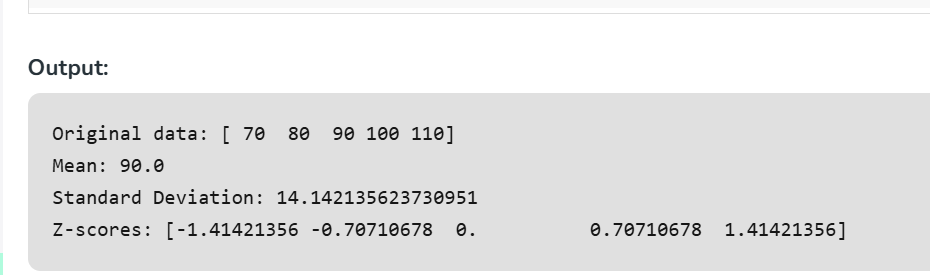 Output:
Original data: [ 70  80  90 100 110]
Mean: 90.0
Standard Deviation: 14.142135623730951
Z-scores: [-1.41421356 -0.70710678  0.          0.70710678  1.41421356]